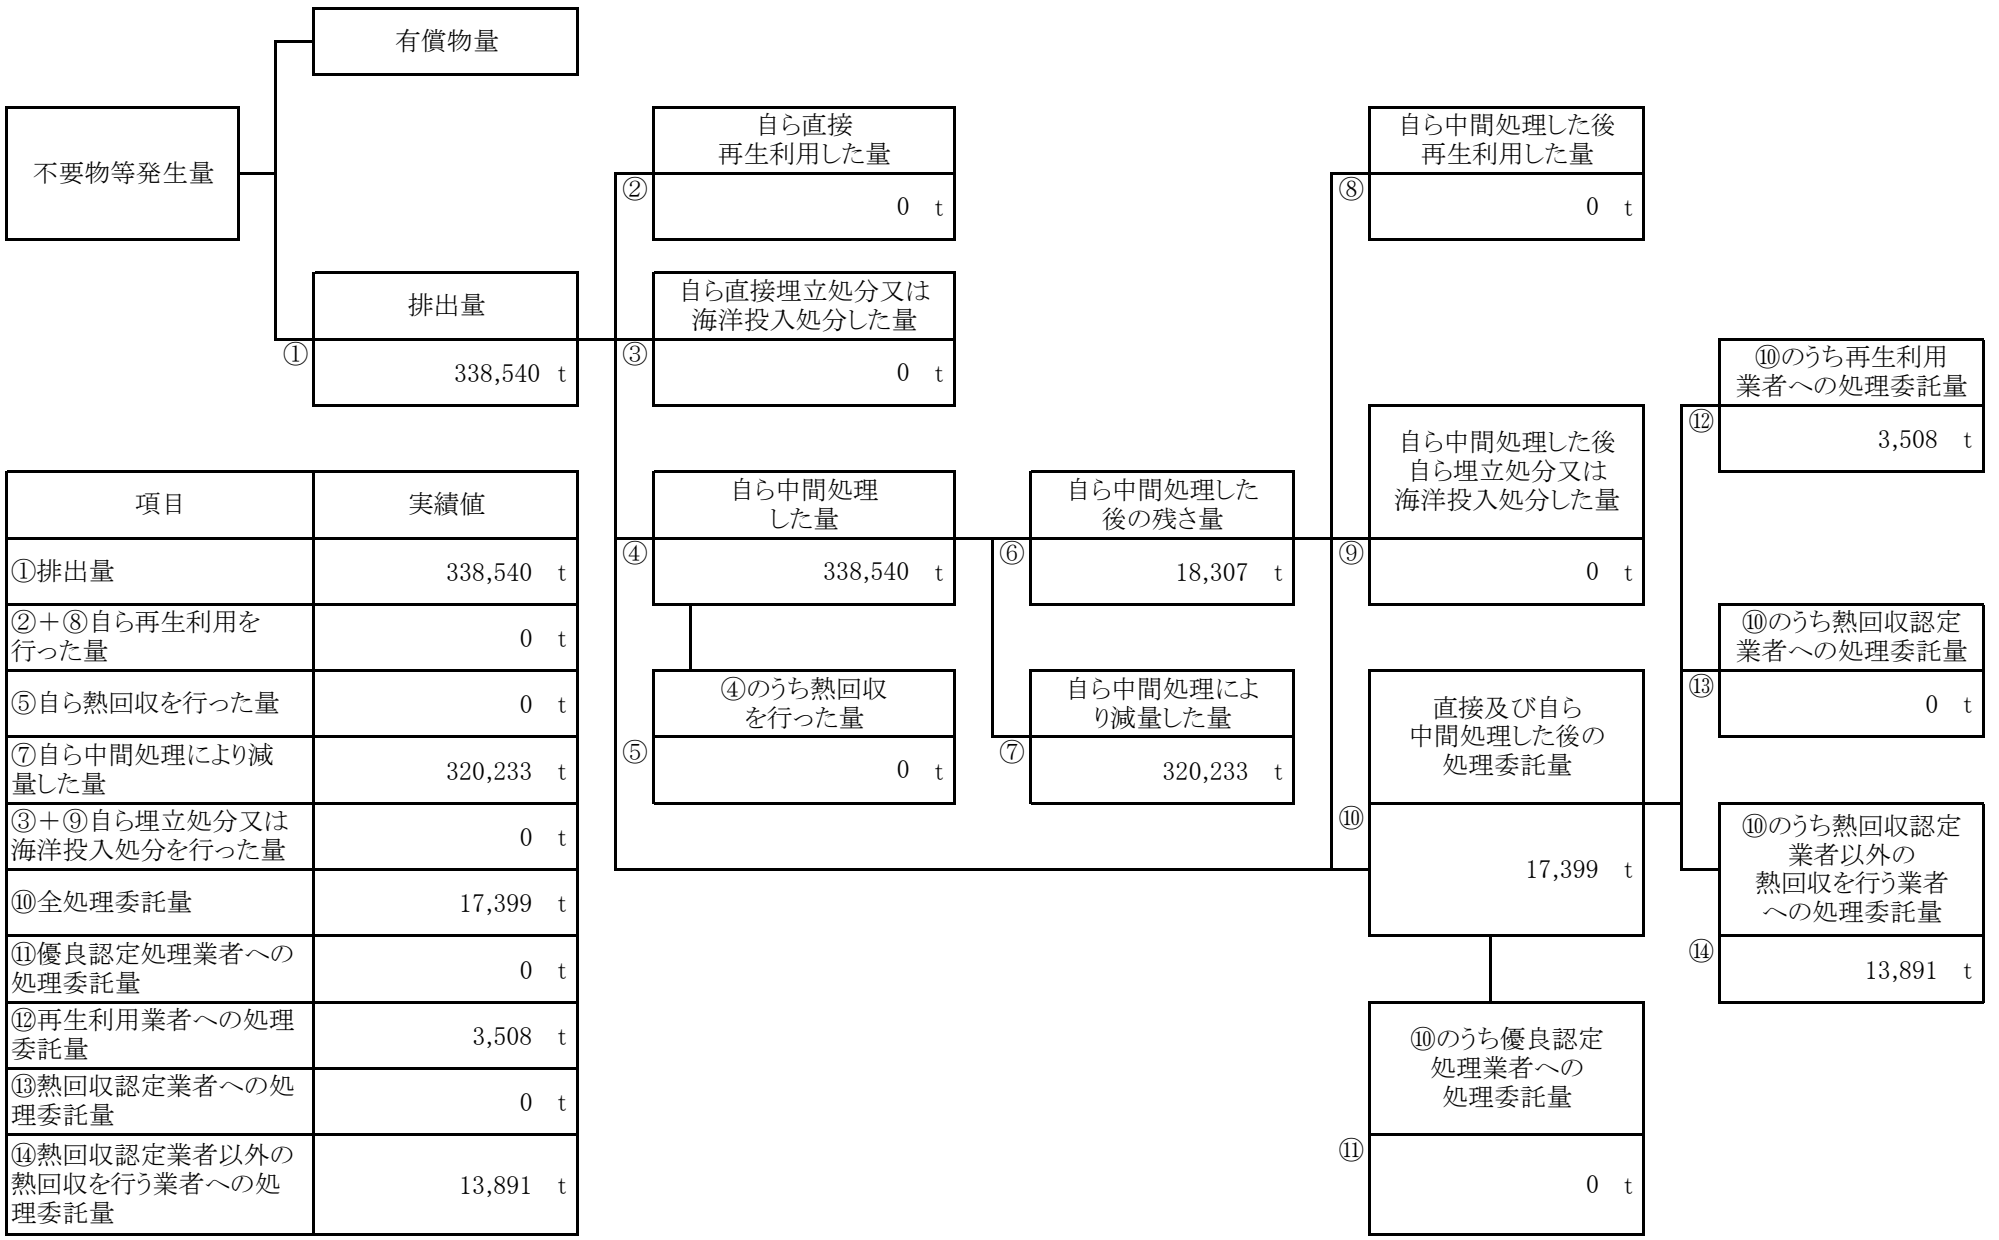 有償物量
不要物等発生量
排出量
①
338,540 t
自ら直接
再生利用した量
②
0 t
自ら直接埋立処分又は
海洋投入処分した量
③
0 t
自ら中間処理
した量
④
338,540 t
④のうち熱回収
を行った量
⑤
0 t
自ら中間処理した
後の残さ量
⑥
18,307 t
自ら中間処理によ
り減量した量
⑦
320,233 t
自ら中間処理した後
再生利用した量
⑧
0 t
自ら中間処理した後
自ら埋立処分又は
海洋投入処分した量
⑨
0 t
直接及び自ら
中間処理した後の
処理委託量
⑩
17,399 t
⑩のうち優良認定
処理業者への
処理委託量
⑪
0 t
⑩のうち再生利用
業者への処理委託量
⑫
3,508 t
⑩のうち熱回収認定
業者への処理委託量
⑬
0 t
⑩のうち熱回収認定
業者以外の
熱回収を行う業者
への処理委託量
⑭
13,891 t
項目 実績値
①排出量 338,540 t
②＋⑧自ら再生利用を
行った量
0 t
⑤自ら熱回収を行った量 0 t
⑦自ら中間処理により減
量した量
320,233 t
③＋⑨自ら埋立処分又は
海洋投入処分を行った量
0 t
⑩全処理委託量 17,399 t
⑪優良認定処理業者への
処理委託量
0 t
⑫再生利用業者への処理
委託量
3,508 t
⑬熱回収認定業者への処
理委託量
0 t
⑭熱回収認定業者以外の
熱回収を行う業者への処
理委託量
13,891 t